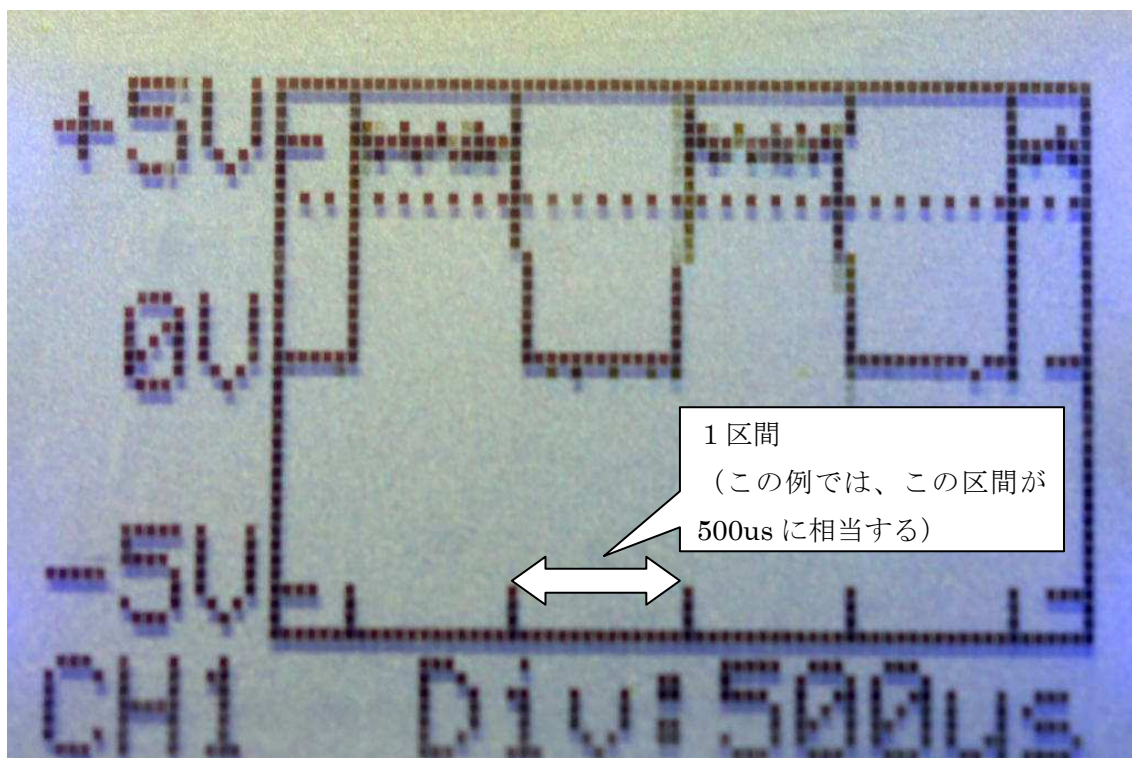 +5V
0V
１区間
（この例では、この区間が
500us に相当する）
-5V
CH1 Div:500us